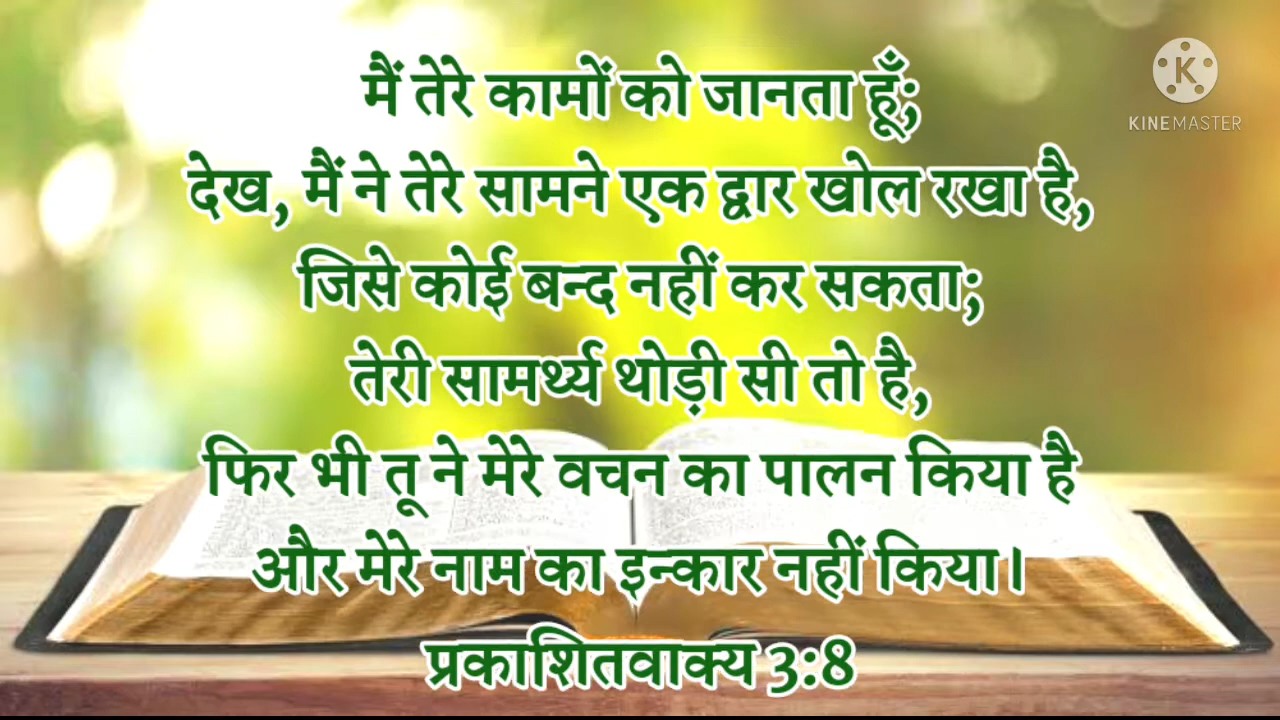 मैं तेरे कामों को जानता हूँ;
देख, मैं ने तेरे सामने एक द्वार खोल रखा है,
जिसे कोई बन्द नहीं कर सकता;
तेरी सामर्थ्य थोड़ी सी तो है,
फिर भी तू ने मेरे वचन का पालन किया है
और मेरे नाम का इन्कार नहीं किया।
प्रकाशितवाक्य 3:8
K
KINEMASTER